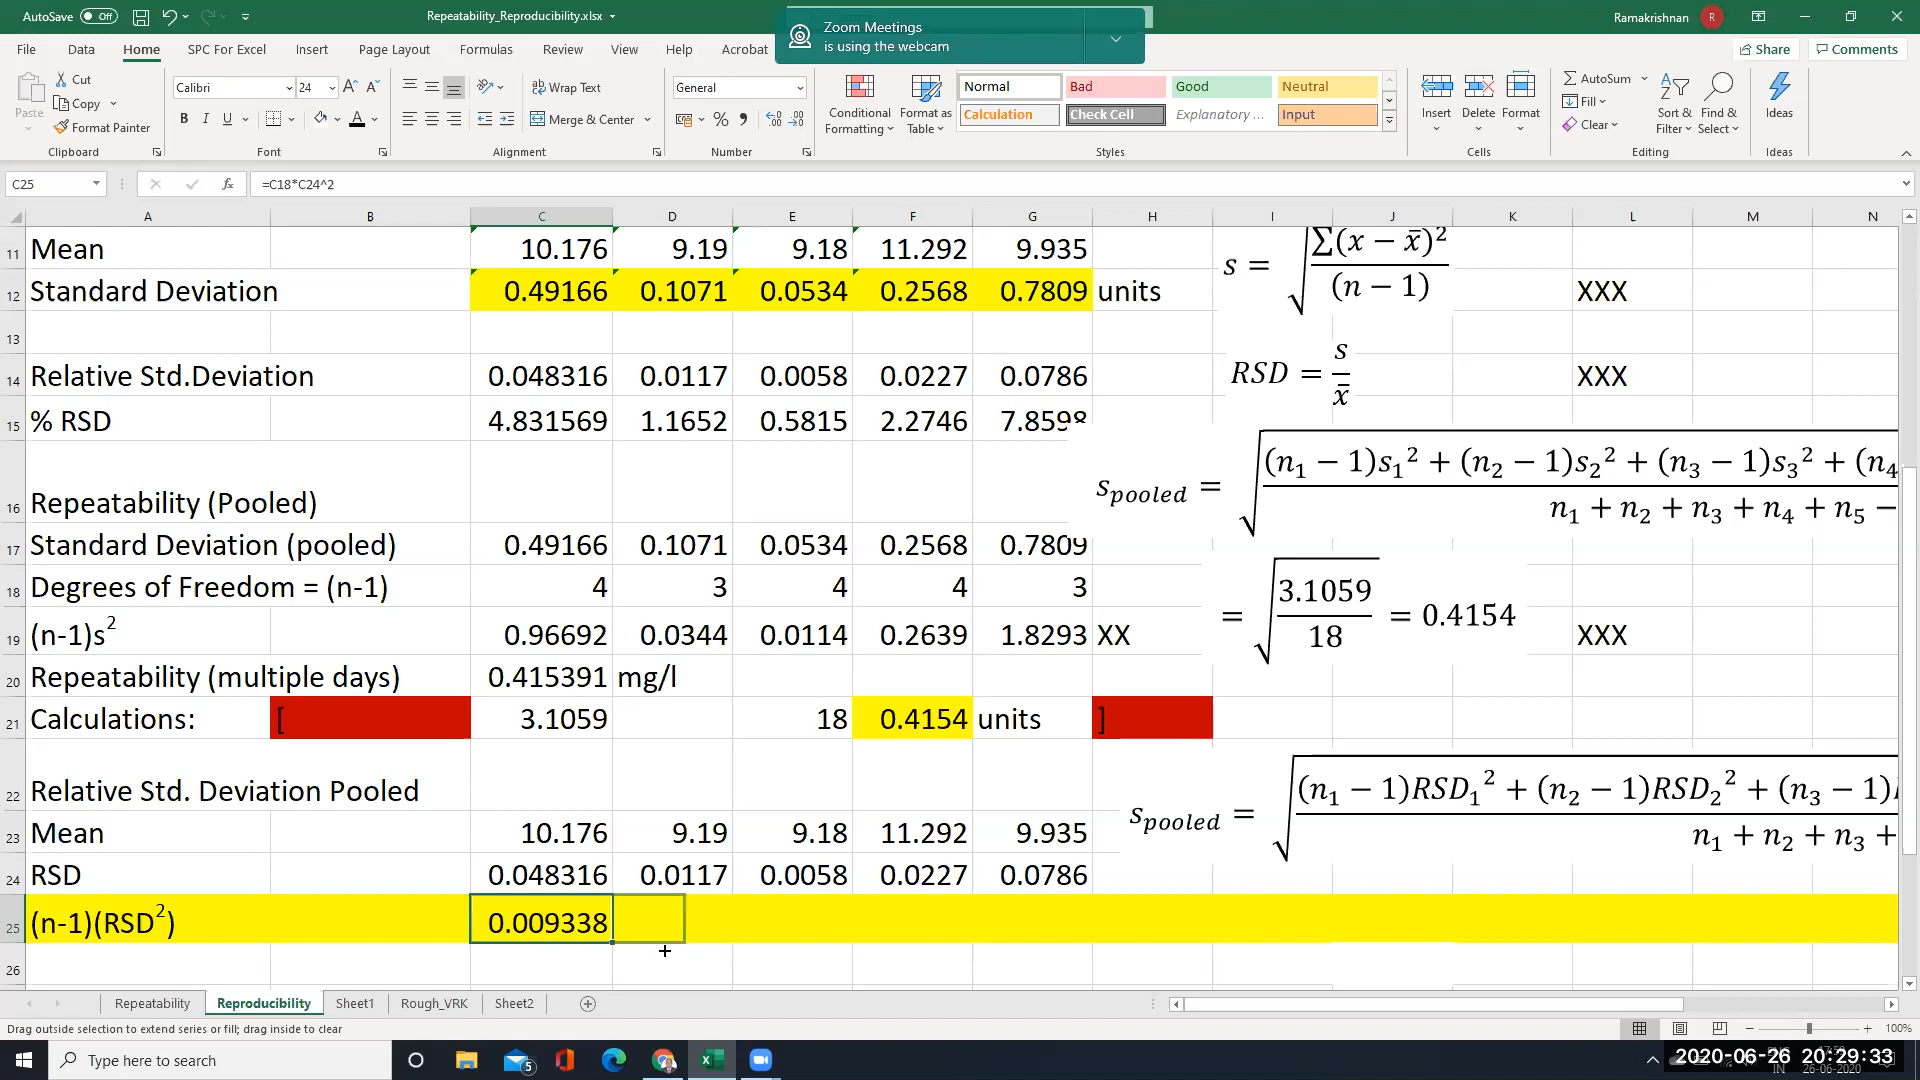 AutoSave Off Repeatability_Reproducibility.xlsx Ramakrishnan R
Zoom Meetings
is using the webcam
File Data Home SPC For Excel Insert Page Layout Formulas Review View Help Acrobat Share Comments
Paste Cut Copy Format Painter
Calibri 24 A A
B I U A
Wrap Text
Merge & Center
General
% 9
Conditional Formatting
Format as Table
Normal Bad Good Neutral
Calculation Check Cell Explanatory ... Input
Insert Delete Format
AutoSum
Fill
Clear
Sort & Filter
Find & Select
Ideas
Clipboard Font Alignment Number Styles Cells Editing Ideas
C25 fx =C18*C24^2
A B C D E F G H I J K L M N
11 Mean 10.176 9.19 9.18 11.292 9.935
s = √(∑(x − x̄)² / (n − 1))
12 Standard Deviation 0.49166 0.1071 0.0534 0.2568 0.7809 units XXX
13
14 Relative Std.Deviation 0.048316 0.0117 0.0058 0.0227 0.0786 RSD = s / x̄ XXX
15 % RSD 4.831569 1.1652 0.5815 2.2746 7.8598
16 Repeatability (Pooled)
s pooled = √((n₁ − 1)s₁² + (n₂ − 1)s₂² + (n₃ − 1)s₃² + (n₄ / n₁ + n₂ + n₃ + n₄ + n₅ −
17 Standard Deviation (pooled) 0.49166 0.1071 0.0534 0.2568 0.7809
18 Degrees of Freedom = (n-1) 4 3 4 4 3
19 (n-1)s² 0.96692 0.0344 0.0114 0.2639 1.8293 XX = √(3.1059 / 18) = 0.4154 XXX
20 Repeatability (multiple days) 0.415391 mg/l
21 Calculations: [ 3.1059 18 0.4154 units ]
22 Relative Std. Deviation Pooled
s pooled = √((n₁ − 1)RSD₁² + (n₂ − 1)RSD₂² + (n₃ − 1) / n₁ + n₂ + n₃ +
23 Mean 10.176 9.19 9.18 11.292 9.935
24 RSD 0.048316 0.0117 0.0058 0.0227 0.0786
25 (n-1)(RSD²) 0.009338
26
Repeatability Reproducibility Sheet1 Rough_VRK Sheet2
Drag outside selection to extend series or fill; drag inside to clear 100%
Type here to search 5
2020-06-26 20:29:33
IN 26-06-2020